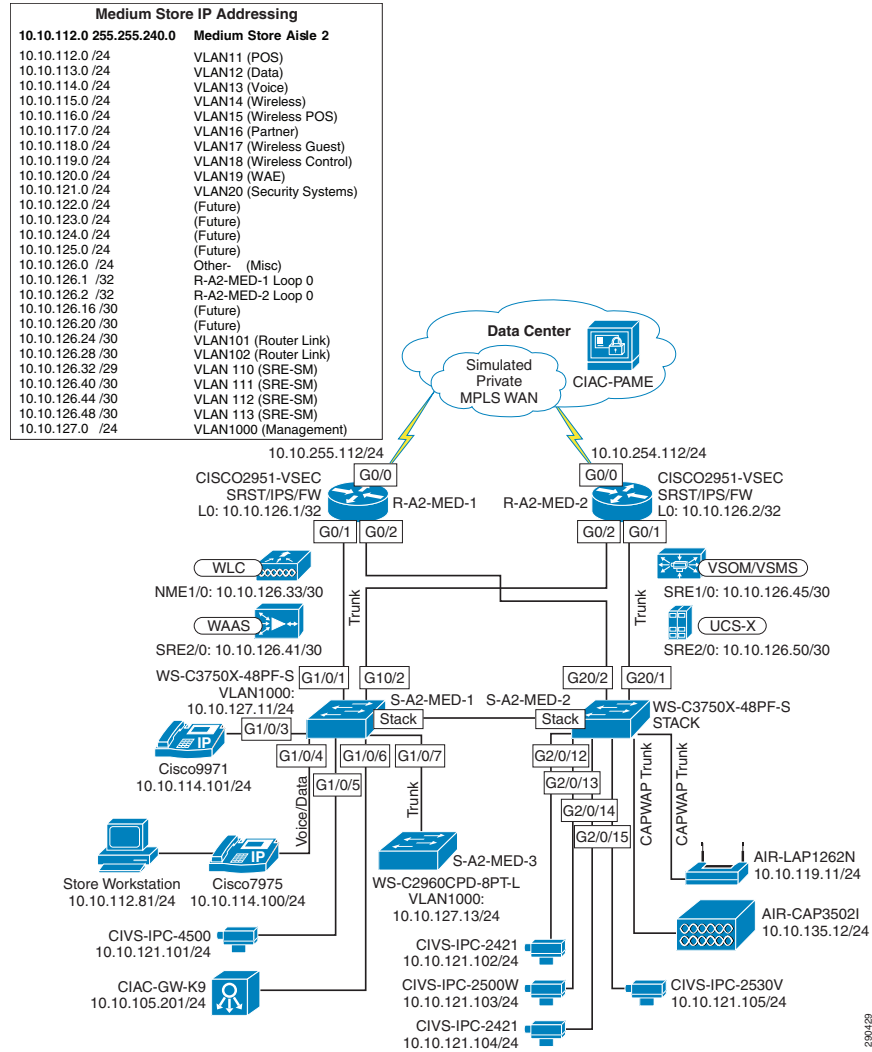 Medium Store IP Addressing
10.10.112.0 255.255.240.0 Medium Store Aisle 2
10.10.112.0 /24 VLAN11 (POS)
10.10.113.0 /24 VLAN12 (Data)
10.10.114.0 /24 VLAN13 (Voice)
10.10.115.0 /24 VLAN14 (Wireless)
10.10.116.0 /24 VLAN15 (Wireless POS)
10.10.117.0 /24 VLAN16 (Partner)
10.10.118.0 /24 VLAN17 (Wireless Guest)
10.10.119.0 /24 VLAN18 (Wireless Control)
10.10.120.0 /24 VLAN19 (WAE)
10.10.121.0 /24 VLAN20 (Security Systems)
10.10.122.0 /24 (Future)
10.10.123.0 /24 (Future)
10.10.124.0 /24 (Future)
10.10.125.0 /24 (Future)
10.10.126.0 /24 Other- (Misc)
10.10.126.1 /32 R-A2-MED-1 Loop 0
10.10.126.2 /32 R-A2-MED-2 Loop 0
10.10.126.16 /30 (Future)
10.10.126.20 /30 (Future)
10.10.126.24 /30 VLAN101 (Router Link)
10.10.126.28 /30 VLAN102 (Router Link)
10.10.126.32 /29 VLAN 110 (SRE-SM)
10.10.126.40 /30 VLAN 111 (SRE-SM)
10.10.126.44 /30 VLAN 112 (SRE-SM)
10.10.126.48 /30 VLAN 113 (SRE-SM)
10.10.127.0 /24 VLAN1000 (Management)
Data Center
Simulated
Private
MPLS WAN
CIAC-PAME
10.10.255.112/24
10.10.254.112/24
CISCO2951-VSEC
SRST/IPS/FW
L0: 10.10.126.1/32
G0/0
R-A2-MED-1
R-A2-MED-2
G0/0
CISCO2951-VSEC
SRST/IPS/FW
L0: 10.10.126.2/32
G0/1
G0/2
G0/2
G0/1
WLC
NME1/0: 10.10.126.33/30
WAAS
SRE2/0: 10.10.126.41/30
Trunk
Trunk
VSOM/VSMS
SRE1/0: 10.10.126.45/30
UCS-X
SRE2/0: 10.10.126.50/30
WS-C3750X-48PF-S
VLAN1000:
10.10.127.11/24
G1/0/1
G10/2
S-A2-MED-1
S-A2-MED-2
G20/2
G20/1
Stack
Stack
WS-C3750X-48PF-S
STACK
G1/0/3
Cisco9971
10.10.114.101/24
G1/0/4
G1/0/5
G1/0/6
G1/0/7
G2/0/12
G2/0/13
G2/0/14
G2/0/15
Voice/Data
Trunk
CAPWAP Trunk
CAPWAP Trunk
Store Workstation
10.10.112.81/24
Cisco7975
10.10.114.100/24
S-A2-MED-3
WS-C2960CPD-8PT-L
VLAN1000:
10.10.127.13/24
AIR-LAP1262N
10.10.119.11/24
AIR-CAP3502I
10.10.135.12/24
CIVS-IPC-4500
10.10.121.101/24
CIAC-GW-K9
10.10.105.201/24
CIVS-IPC-2421
10.10.121.102/24
CIVS-IPC-2500W
10.10.121.103/24
CIVS-IPC-2421
10.10.121.104/24
CIVS-IPC-2530V
10.10.121.105/24
IP
IP
290429